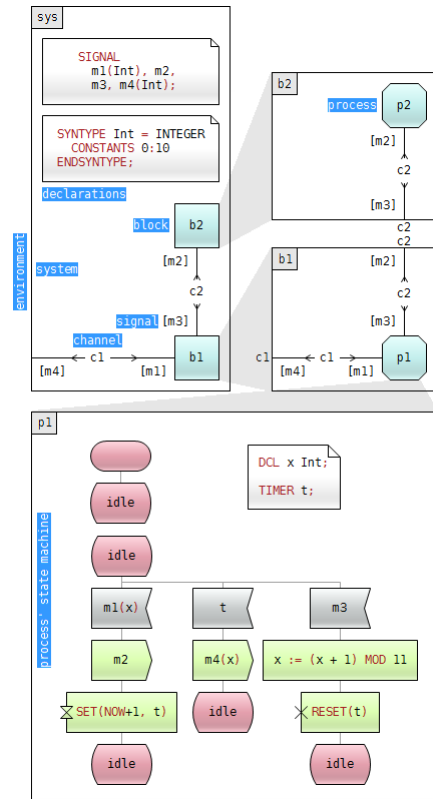 sys
SIGNAL
m1(Int), m2,
m3, m4(Int);
SYNTYPE Int = INTEGER
CONSTANTS 0:10
ENDSYNTYPE;
declarations
block
b2
[m2]
c2
environment
system
signal
[m3]
channel
c1
b1
[m4]
[m1]
b2
process
p2
[m2]
c2
[m3]
c2
c2
b1
[m2]
c2
[m3]
c1
c1
p1
[m4]
[m1]
p1
process' state machine
DCL x Int;
TIMER t;
idle
idle
m1(x)
t
m3
m2
m4(x)
x := (x + 1) MOD 11
SET(NOW+1, t)
idle
RESET(t)
idle
idle